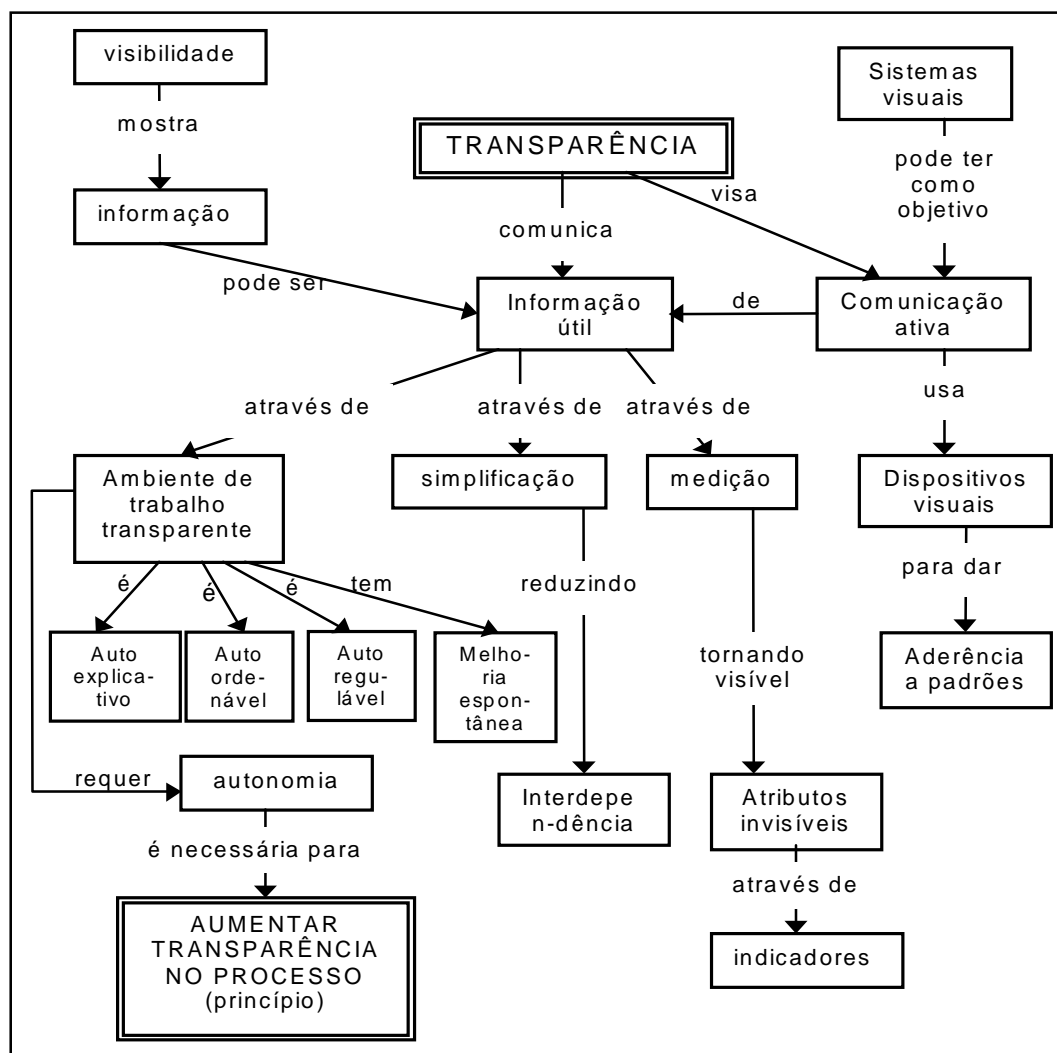 visibilidade
Sistemas
visuais
mostra
TRANSPARÊNCIA
pode ter
como
objetivo
visa
informação
comunica
pode ser
Informação
útil
de
Comunicação
ativa
através de
através de
através de
usa
Ambiente de
trabalho
transparente
simplificação
medição
Dispositivos
visuais
é
é
é
tem
reduzindo
para dar
Auto
explica-
tivo
Auto
orde-
nável
Auto
regu-
lável
Melho-
ria
espon-
tânea
tornando
visível
Aderência
a padrões
requer
autonomia
Interdepe
n-dência
Atributos
invisíveis
é necessária para
através de
AUMENTAR
TRANSPARÊNCIA
NO PROCESSO
(princípio)
indicadores